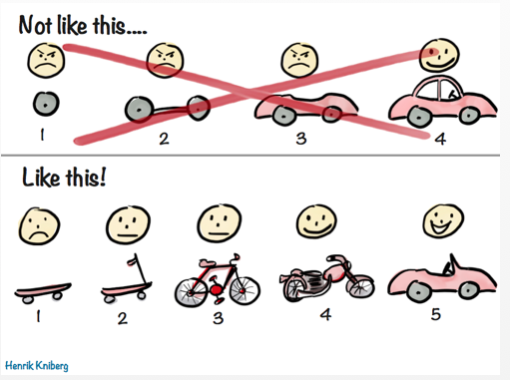 Not like this....
1 2 3 4
Like this!
1 2 3 4 5
Henrik Kniberg